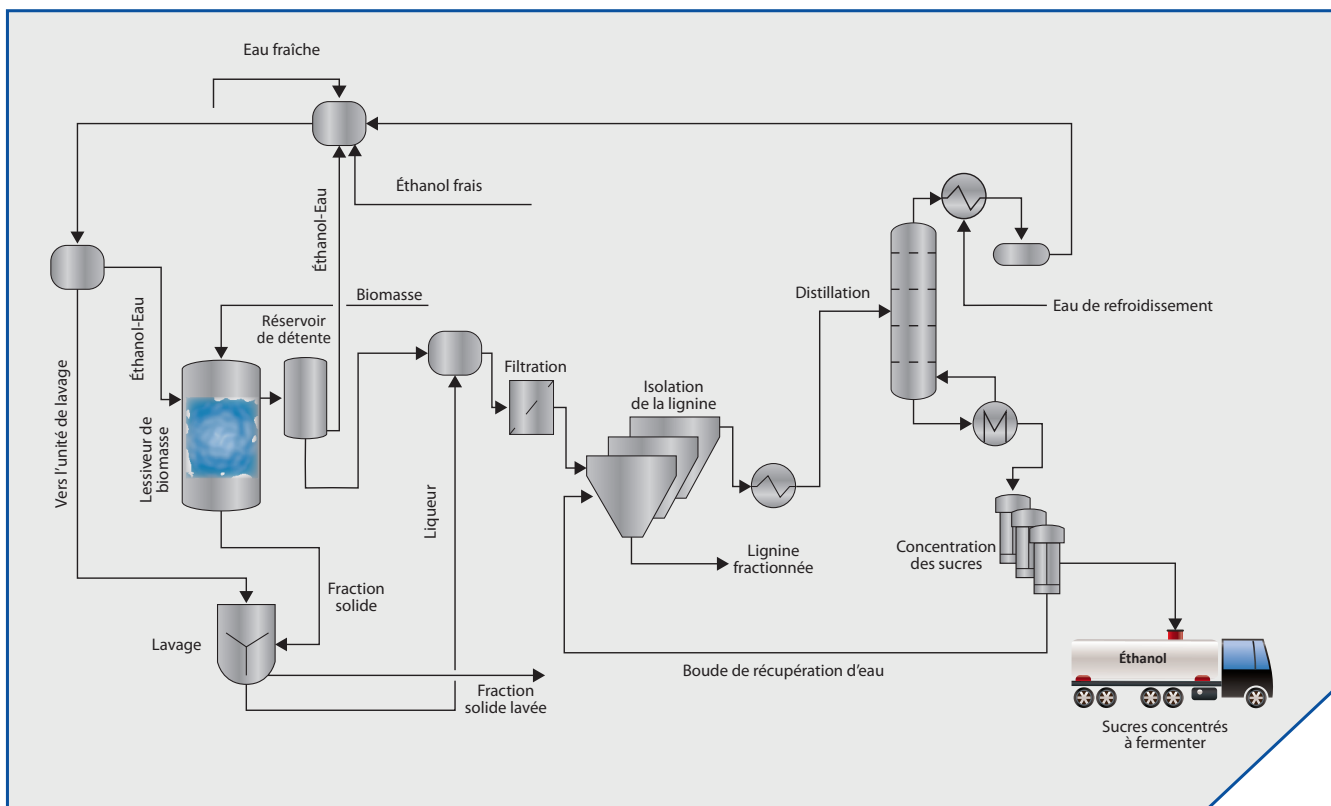 Eau fraîche
Éthanol frais
Éthanol-Eau
Biomasse
Réservoir
de détente
Éthanol-Eau
Vers l'unité de lavage
Lessiveur de
biomasse
Filtration
Isolation
de la lignine
Distillation
Eau de refroidissement
Liqueur
Lignine
fractionnée
Concentration
des sucres
Fraction
solide
Lavage
Fraction
solide lavée
Boude de récupération d'eau
Éthanol
Sucres concentrés
à fermenter